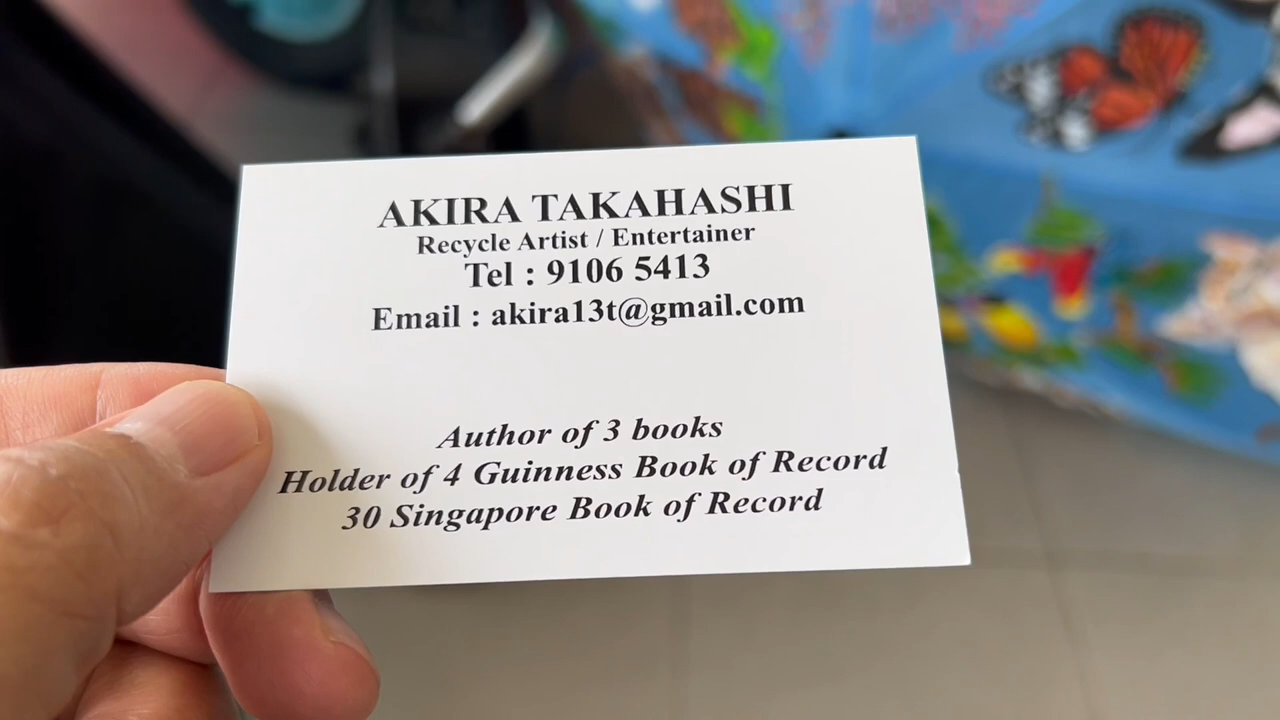 AKIRA TAKAHASHI
Recycle Artist / Entertainer
Tel : 9106 5413
Email : akira13t@gmail.com
Author of 3 books
Holder of 4 Guinness Book of Record
30 Singapore Book of Record